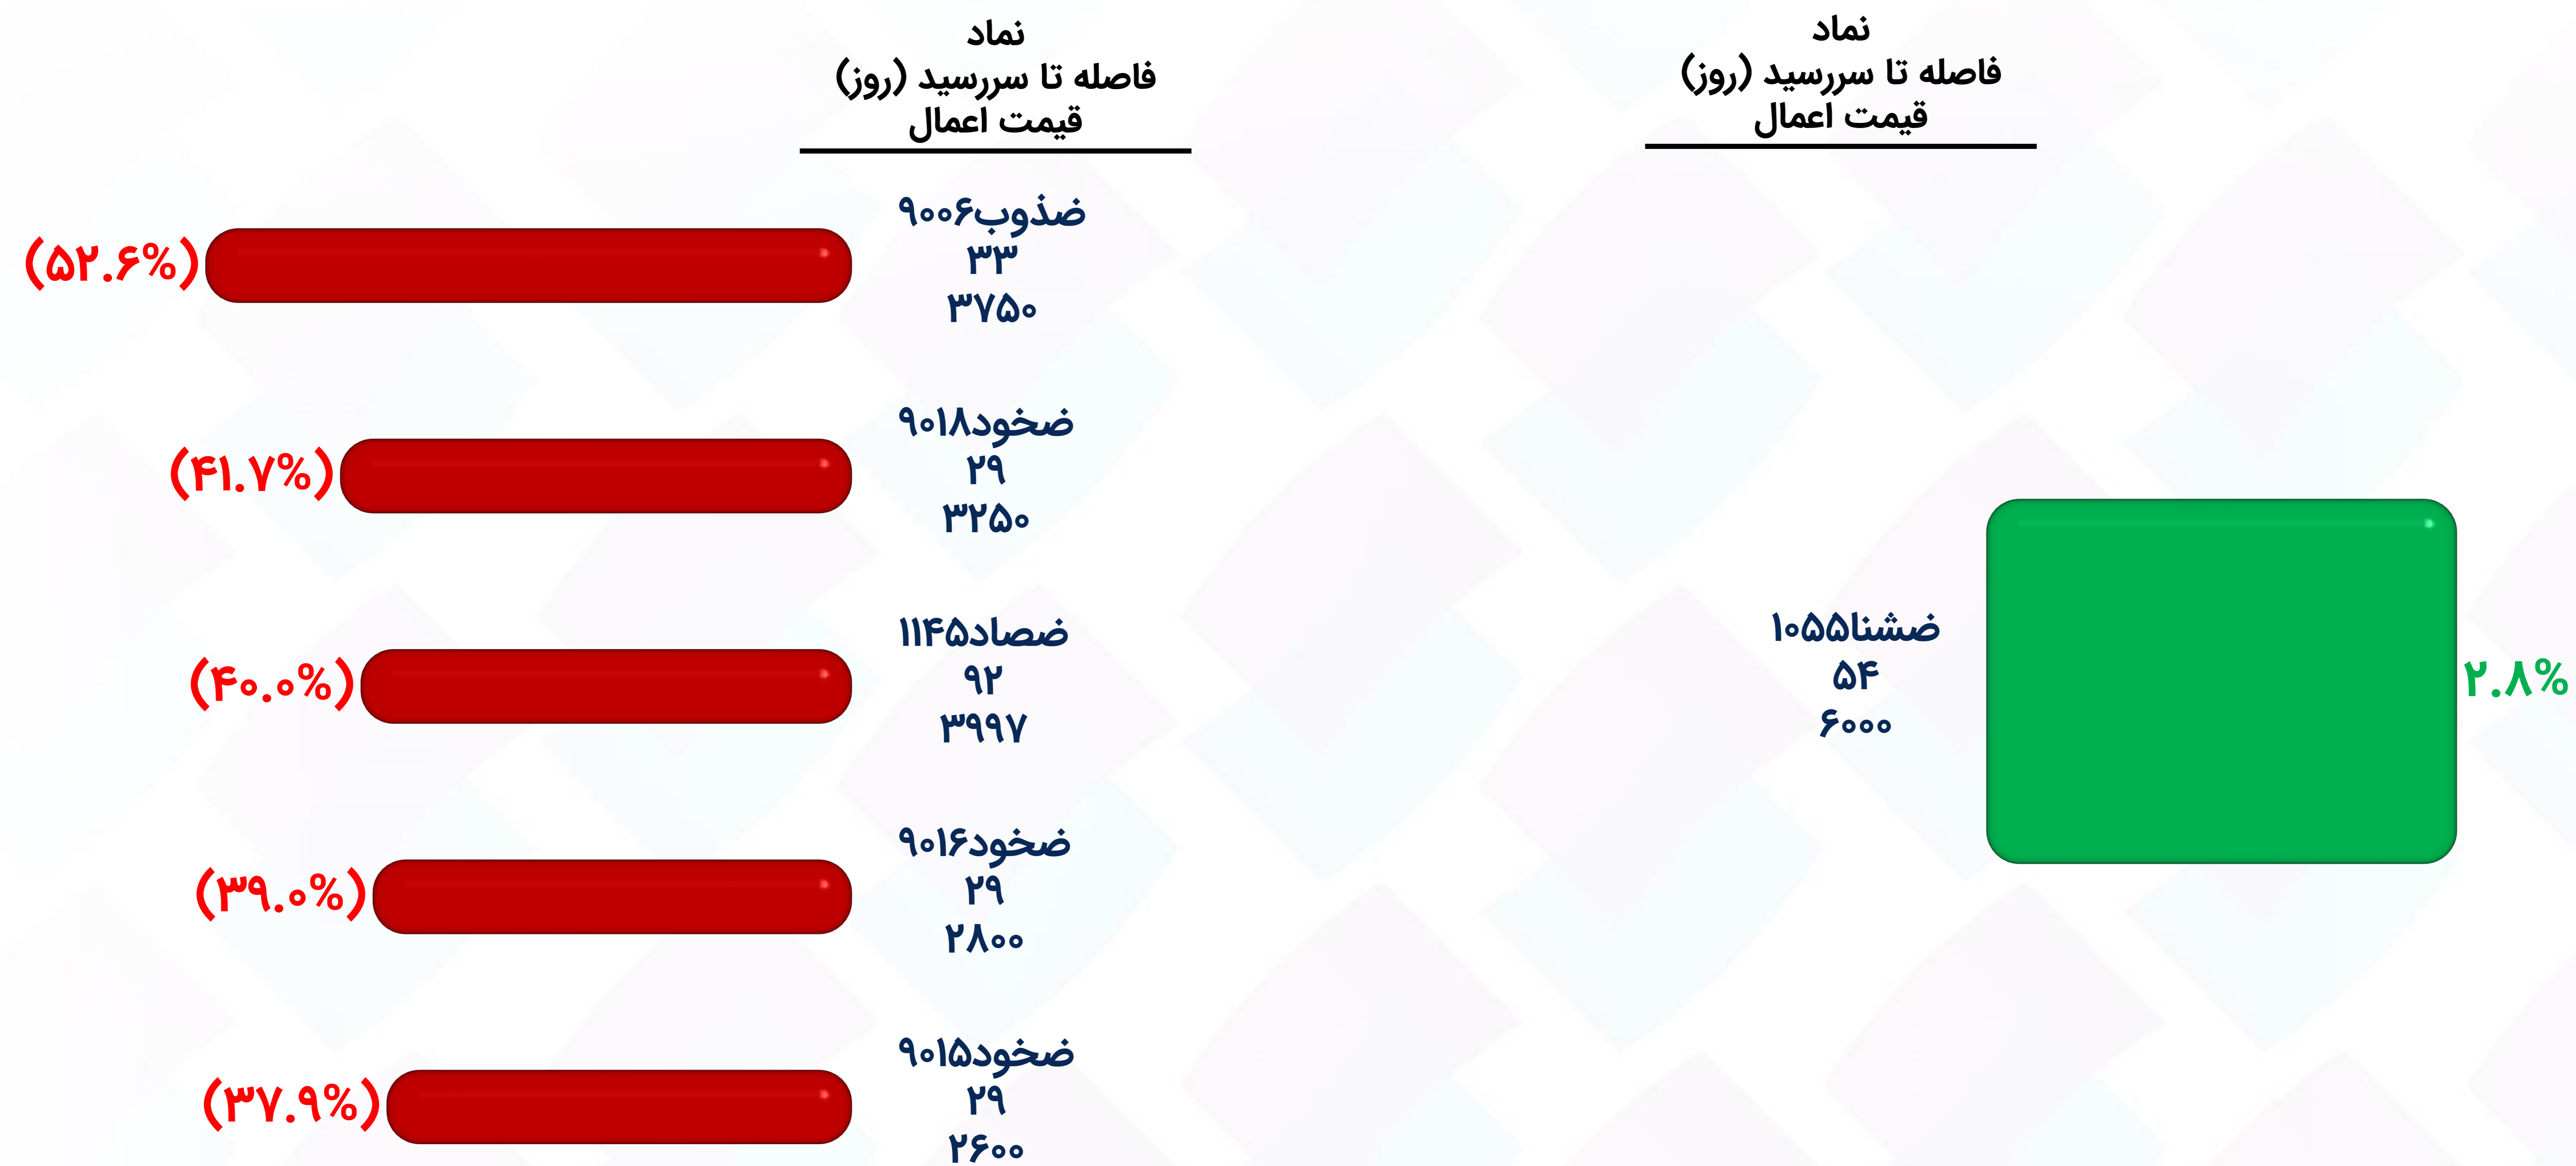 نماد
فاصله تا سررسید (روز)
قیمت اعمال
ضشنا۱۰۵۵
۵۴
۶۰۰۰
۲.۸%
نماد
فاصله تا سررسید (روز)
قیمت اعمال
ضذوب۹۰۰۶
۳۳
۳۷۵۰
(۵۲.۶%)
ضخود۹۰۱۸
۲۹
۳۲۵۰
(۴۱.۷%)
ضصاد۱۱۴۵
۹۲
۳۹۹۷
(۴۰.۰%)
ضخود۹۰۱۶
۲۹
۲۸۰۰
(۳۹.۰%)
ضخود۹۰۱۵
۲۹
۲۶۰۰
(۳۷.۹%)